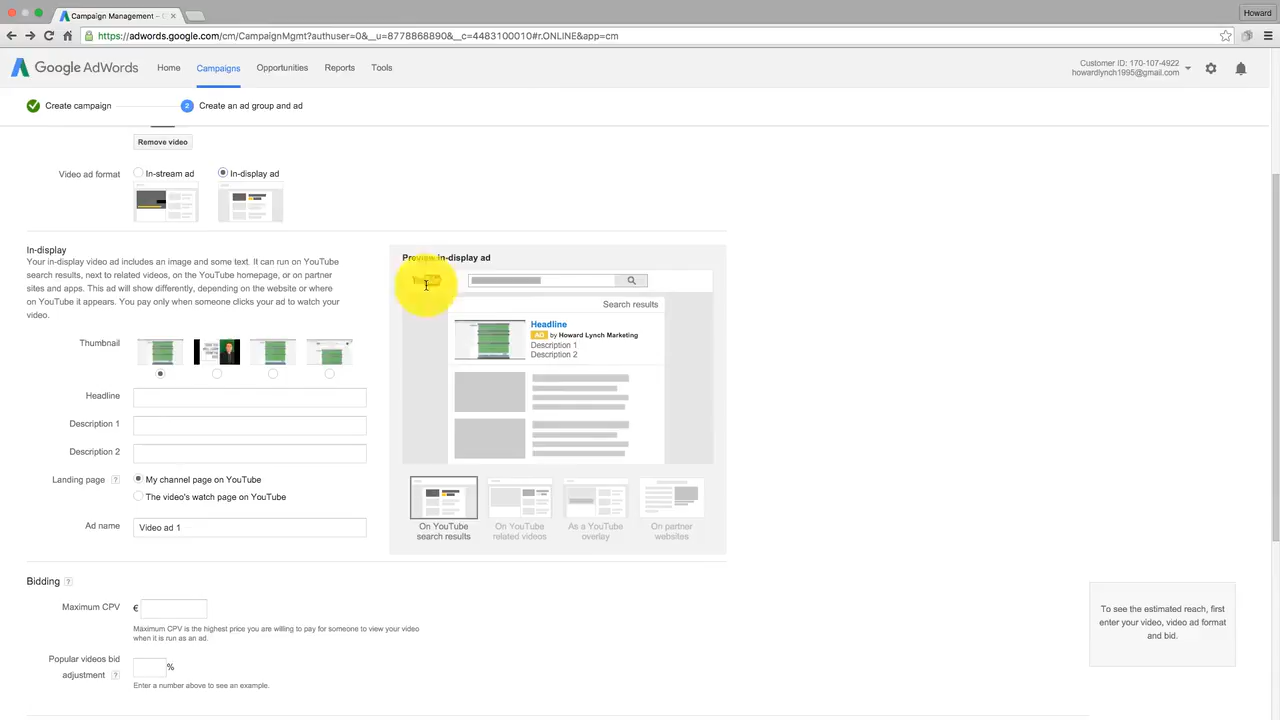 Campaign Management –
Howard
https://adwords.google.com/cm/CampaignMgmt?authuser=0&__u=8778868890&__c=4483100010#r.ONLINE&app=cm
Google AdWords
Home
Campaigns
Opportunities
Reports
Tools
Customer ID: 170-107-4922
howardlynch1995@gmail.com
Create campaign
2
Create an ad group and ad
Remove video
Video ad format
In-stream ad
In-display ad
In-display
Your in-display video ad includes an image and some text. It can run on YouTube
search results, next to related videos, on the YouTube homepage, or on partner
sites and apps. This ad will show differently, depending on the website or where
on YouTube it appears. You pay only when someone clicks your ad to watch your
video.
Thumbnail
Headline
Description 1
Description 2
Landing page ?
My channel page on YouTube
The video's watch page on YouTube
Ad name
Video ad 1
Preview in-display ad
Search results
Headline
AD by Howard Lynch Marketing
Description 1
Description 2
On YouTube
search results
On YouTube
related videos
As a YouTube
overlay
On partner
websites
Bidding ?
Maximum CPV
€
Maximum CPV is the highest price you are willing to pay for someone to view your video
when it is run as an ad.
Popular videos bid
adjustment ?
%
Enter a number above to see an example.
To see the estimated reach, first
enter your video, video ad format
and bid.